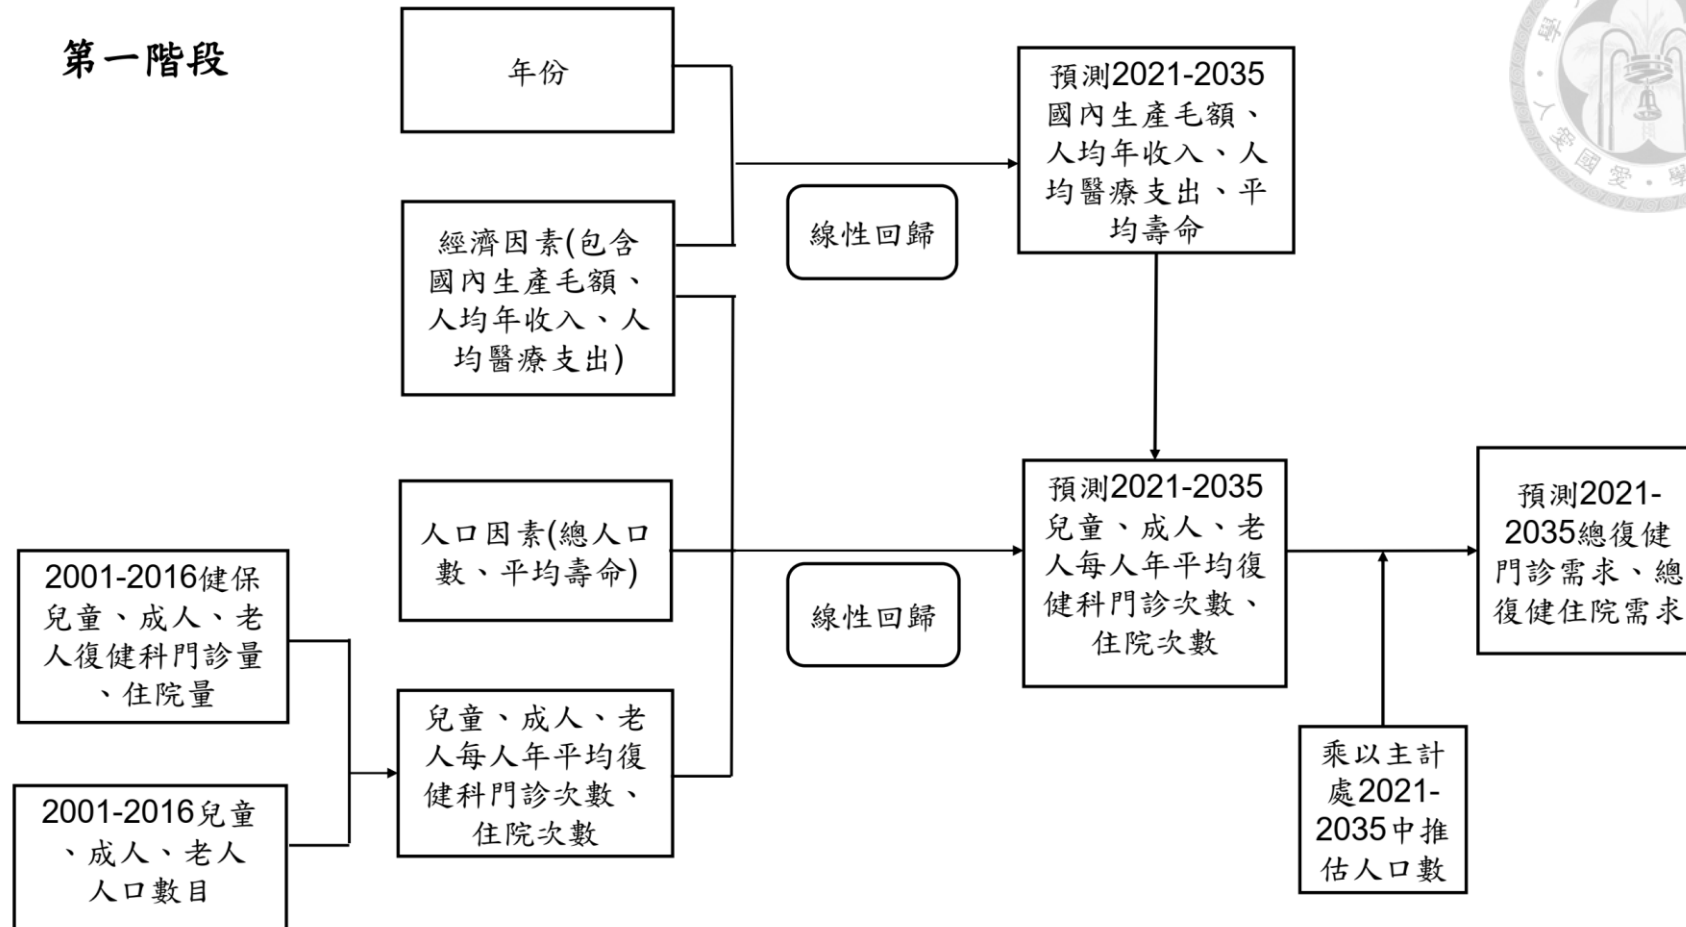 第一階段
年份
經濟因素(包含
國內生產毛額、
人均年收入、人
均醫療支出)
線性回歸
預測2021-2035
國內生產毛額、
人均年收入、人
均醫療支出、平
均壽命
人口因素(總人口
數、平均壽命)
2001-2016健保
兒童、成人、老
人復健科門診量
、住院量
2001-2016兒童
、成人、老人
人口數目
兒童、成人、老
人每人年平均復
健科門診次數、
住院次數
線性回歸
預測2021-2035
兒童、成人、老
人每人年平均復
健科門診次數、
住院次數
乘以主計
處2021-
2035中推
估人口數
預測2021-
2035總復健
門診需求、總
復健住院需求
人愛國愛・學